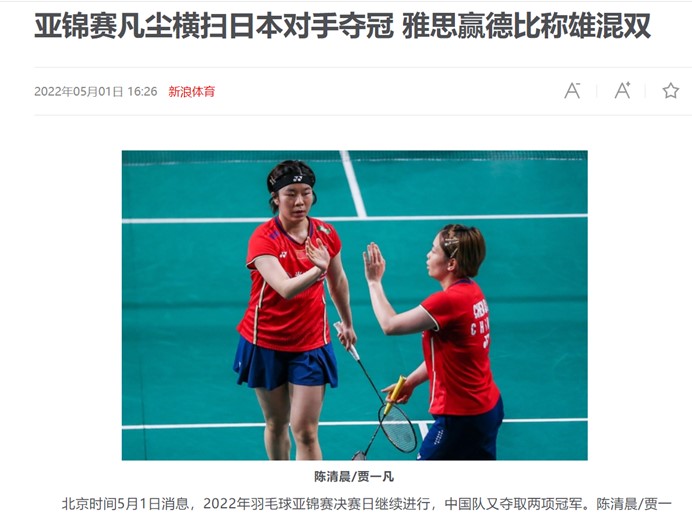 亚锦赛凡尘横扫日本对手夺冠 雅思赢德比称雄混双
2022年05月01日 16:26 新浪体育
A- A+
陈清晨/贾一凡
北京时间5月1日消息，2022年羽毛球亚锦赛决赛日继续进行，中国队又夺取两项冠军。陈清晨/贾一